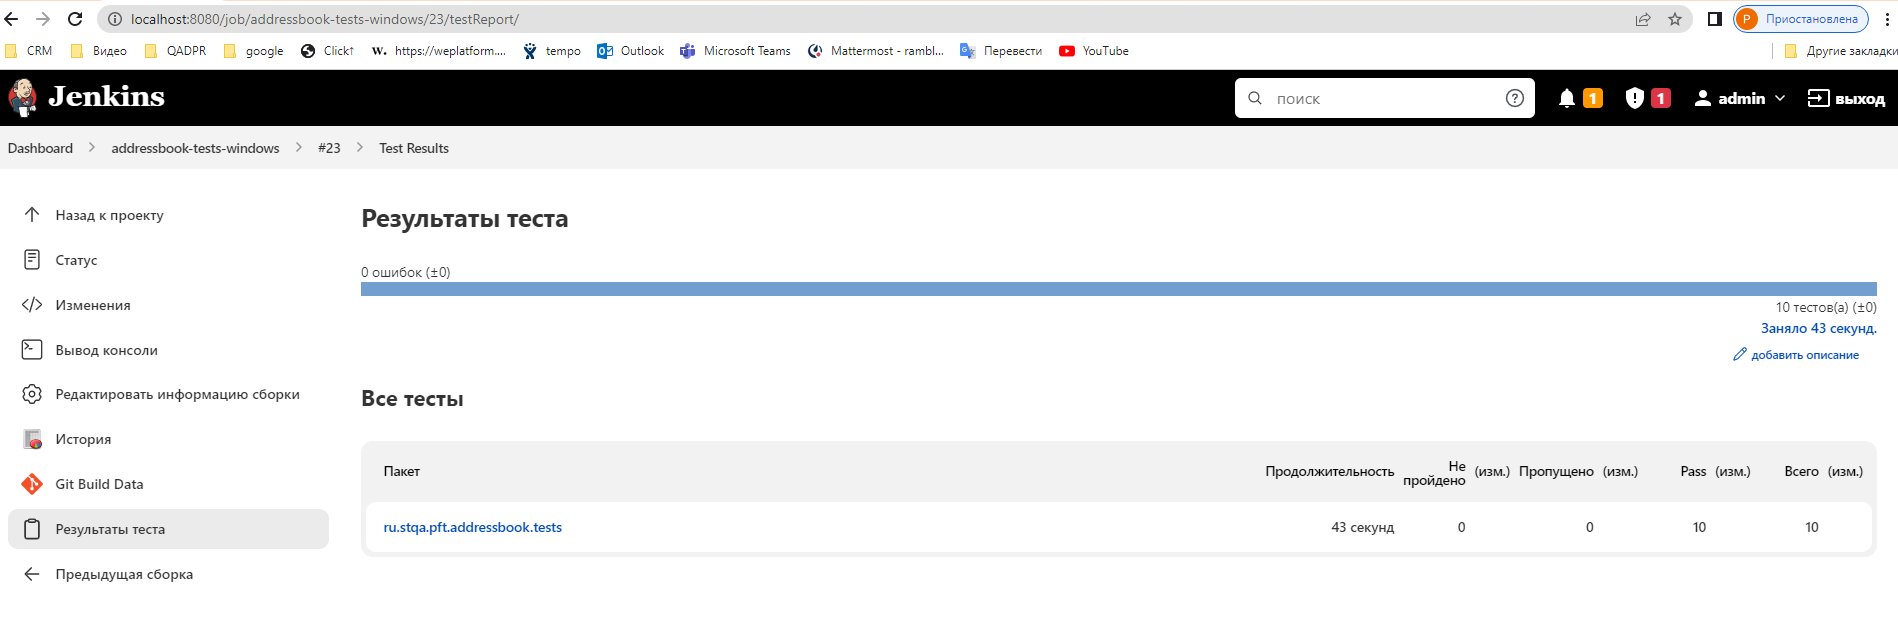 localhost:8080/job/addressbook-tests-windows/23/testReport/
P Приостановлена
CRM Видео QADPR google Click† https://weplatform.... tempo Outlook Microsoft Teams Mattermost - rambl... Перевести YouTube Другие закладки
Jenkins
поиск
1
1
admin
выход
Dashboard addressbook-tests-windows #23 Test Results
Назад к проекту
Статус
Изменения
Вывод консоли
Редактировать информацию сборки
История
Git Build Data
Результаты теста
Предыдущая сборка
Результаты теста
0 ошибок (±0)
10 тестов(а) (±0)
Заняло 43 секунд.
добавить описание
Все тесты
Пакет Продолжительность Не пройдено (изм.) Пропущено (изм.) Pass (изм.) Всего (изм.)
ru.stqa.pft.addressbook.tests 43 секунд 0 0 10 10